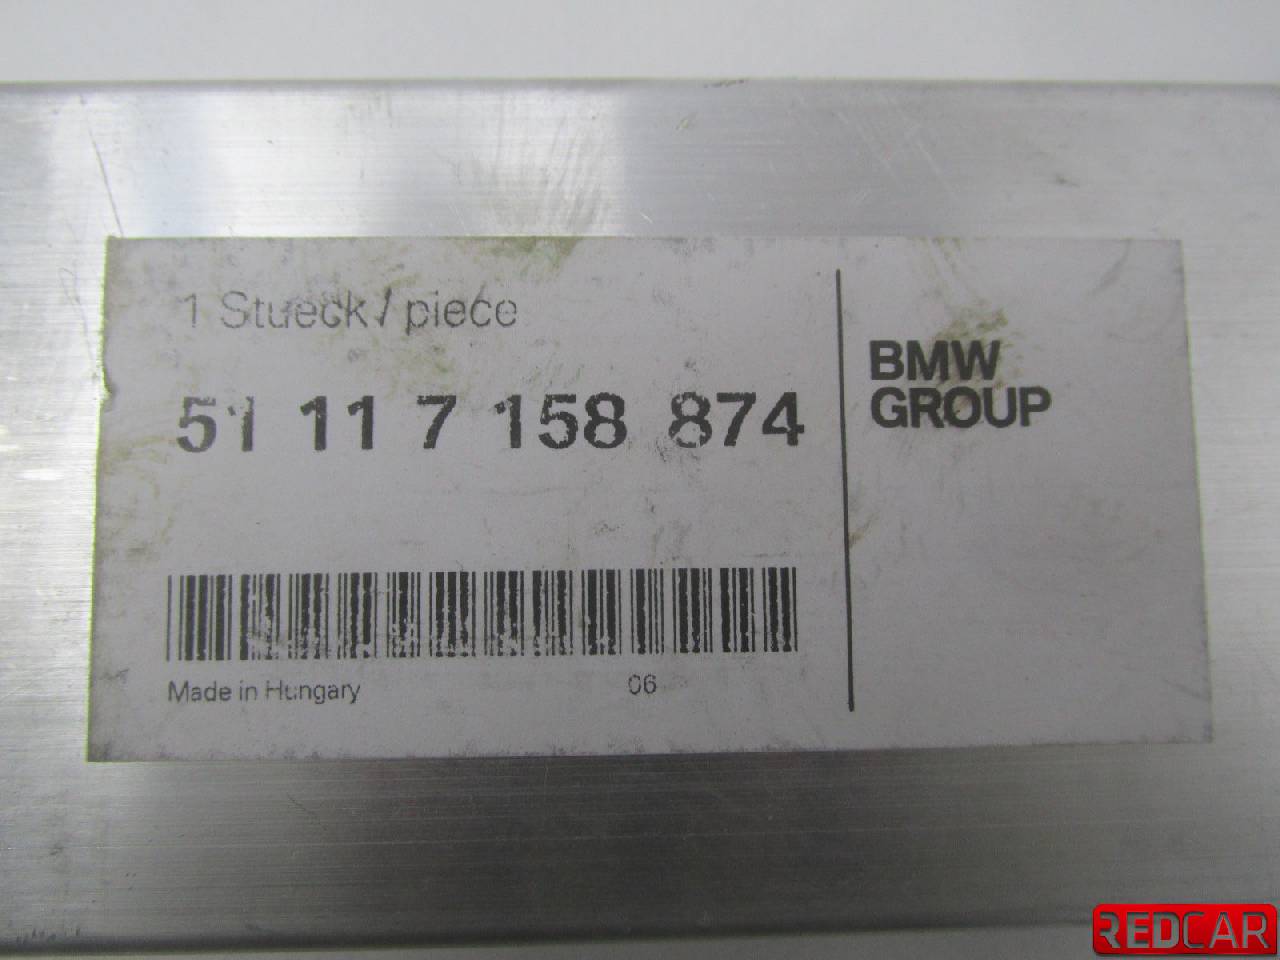 1 Stueck / piece
51 11 7 158 874
BMW
GROUP
Made in Hungary
06
REDCAR